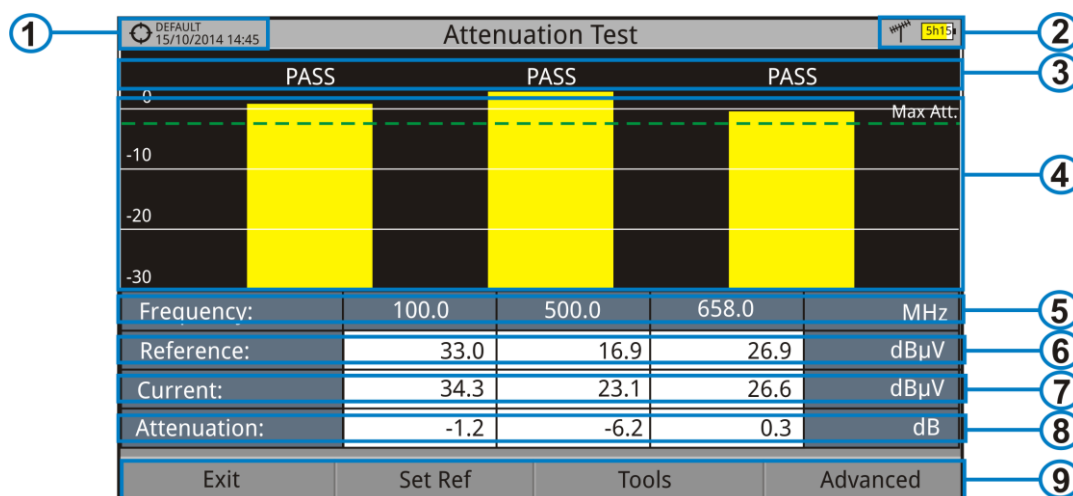 1
DEFAULT
15/10/2014 14:45
Attenuation Test
5h15
2
PASS PASS PASS
3
0
Max Att.
-10
4
-20
-30
Frequency: 100.0 500.0 658.0 MHz
5
Reference: 33.0 16.9 26.9 dBµV
6
Current: 34.3 23.1 26.6 dBµV
7
Attenuation: -1.2 -6.2 0.3 dB
8
Exit Set Ref Tools Advanced
9